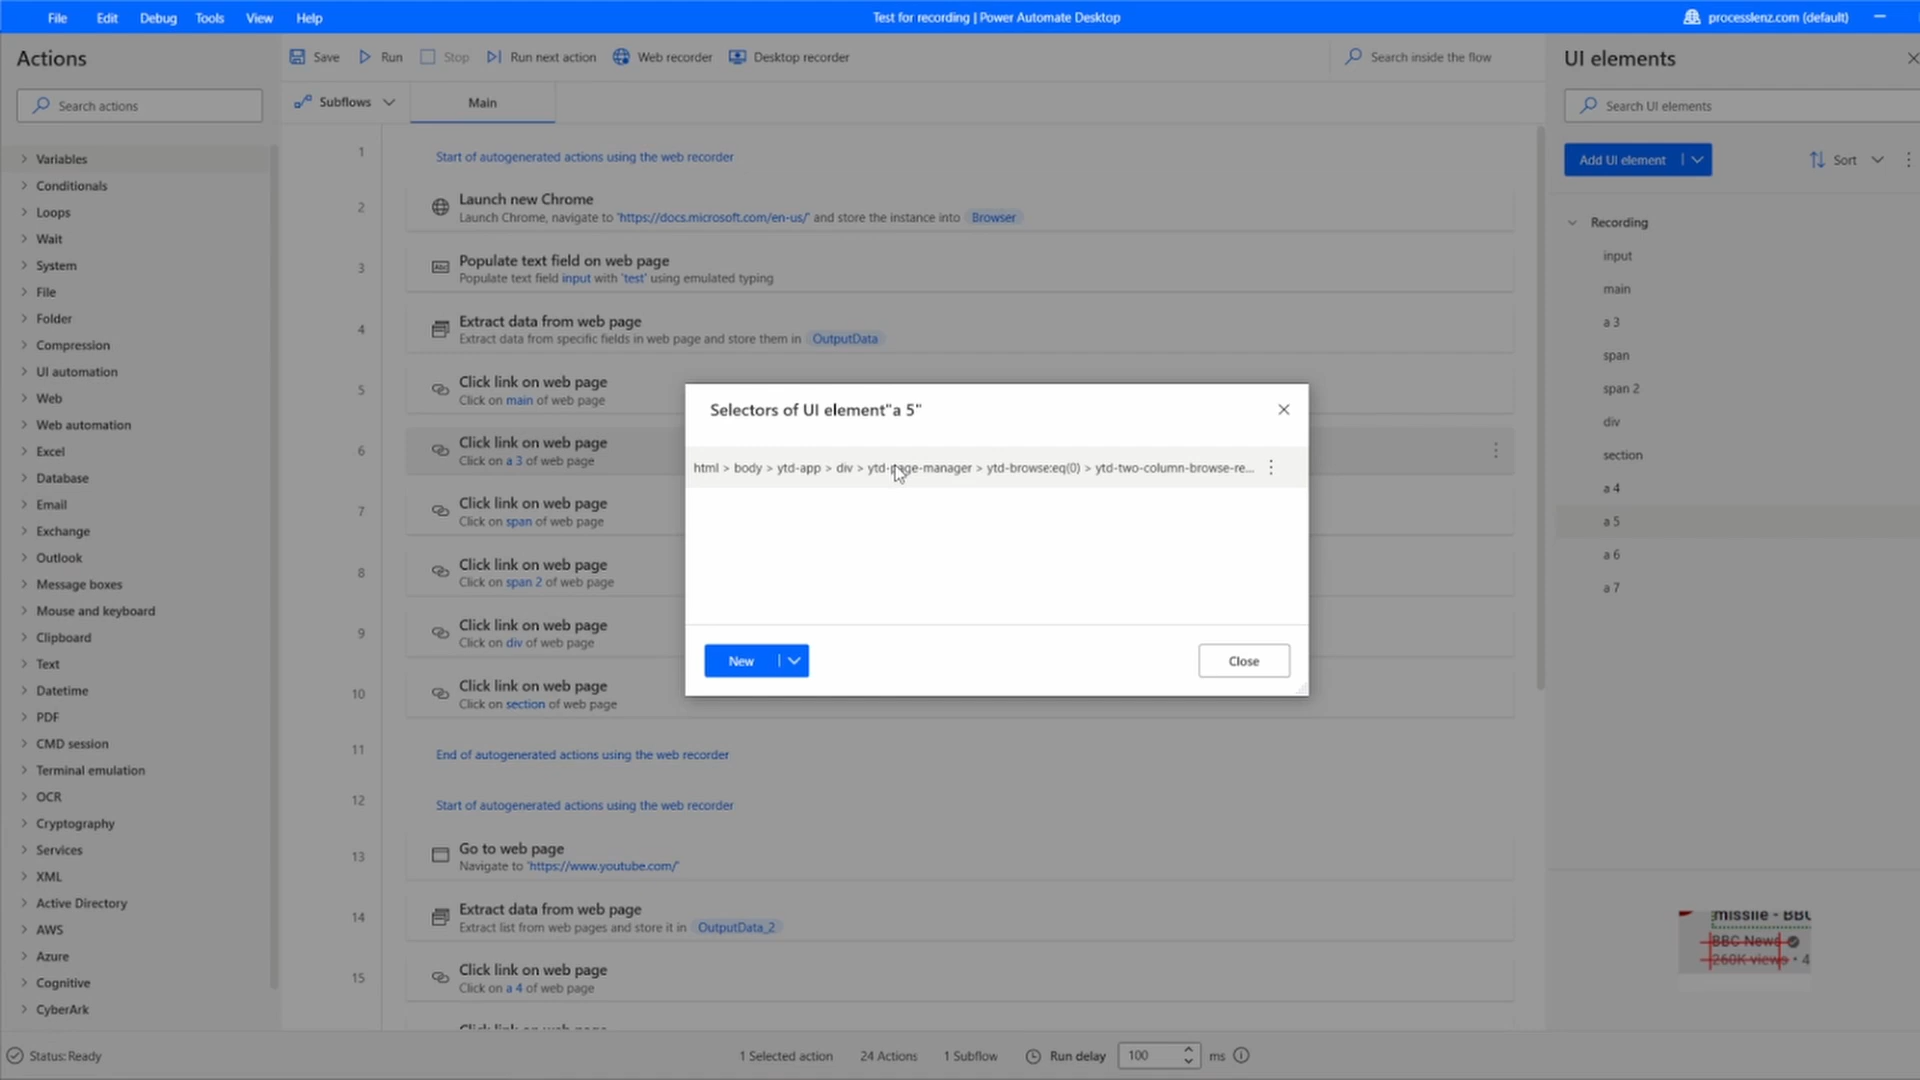 File Edit Debug Tools View Help
Test for recording | Power Automate Desktop
processlenz.com (default)
Actions
Search actions
Variables
Conditionals
Loops
Wait
System
File
Folder
Compression
UI automation
Web
Web automation
Excel
Database
Email
Exchange
Outlook
Message boxes
Mouse and keyboard
Clipboard
Text
Datetime
PDF
CMD session
Terminal emulation
OCR
Cryptography
Services
XML
Active Directory
AWS
Azure
Cognitive
CyberArk
Save Run Stop Run next action Web recorder Desktop recorder
Search inside the flow
Subflows
Main
1 Start of autogenerated actions using the web recorder
2 Launch new Chrome
Launch Chrome, navigate to 'https://docs.microsoft.com/en-us/' and store the instance into Browser
3 Populate text field on web page
Populate text field input with 'test' using emulated typing
4 Extract data from web page
Extract data from specific fields in web page and store them in OutputData
5 Click link on web page
Click on main of web page
6 Click link on web page
Click on a 3 of web page
7 Click link on web page
Click on span of web page
8 Click link on web page
Click on span 2 of web page
9 Click link on web page
Click on div of web page
10 Click link on web page
Click on section of web page
11 End of autogenerated actions using the web recorder
12 Start of autogenerated actions using the web recorder
13 Go to web page
Navigate to 'https://www.youtube.com/'
14 Extract data from web page
Extract list from web pages and store it in OutputData_2
15 Click link on web page
Click on a 4 of web page
Click link on web page
Selectors of UI element"a 5"
html > body > ytd-app > div > ytd-page-manager > ytd-browse:eq(0) > ytd-two-column-browse-re...
New
Close
UI elements
Search UI elements
Add UI element
Sort
Recording
input
main
a 3
span
span 2
div
section
a 4
a 5
a 6
a 7
missile - BBC
BBC News
260K views • 4
Status: Ready
1 Selected action 24 Actions 1 Subflow Run delay 100 ms